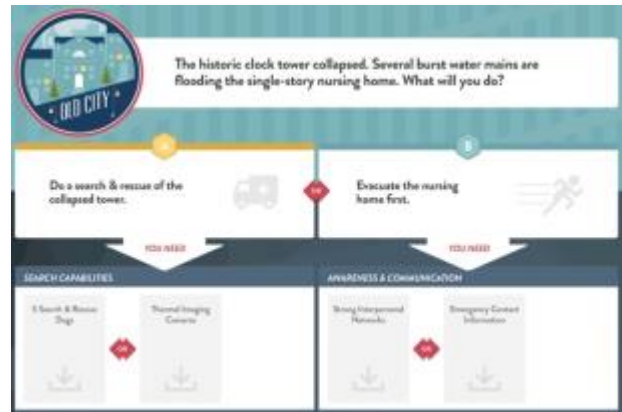 The historic clock tower collapsed. Several burst water mains are
flooding the single-story nursing home. What will you do?
OLD CITY
A
B
Do a search & rescue of the
collapsed tower.
OR
Evacuate the nursing
home first.
YOU NEED
YOU NEED
SEARCH CAPABILITIES
AWARENESS & COMMUNICATION
Search & Rescue
Dogs
OR
Thermal Imaging
Camera
Strong Interpersonal
Networks
OR
Emergency Contact
Information